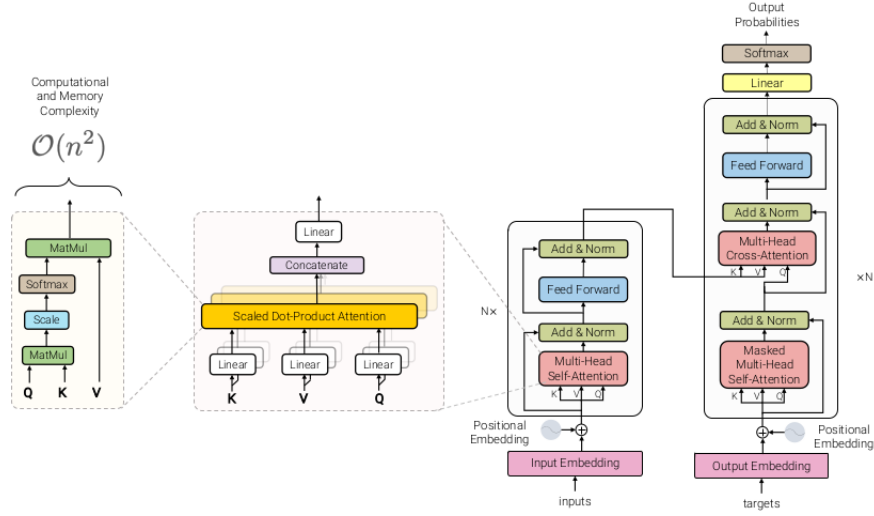 Computational
and Memory
Complexity
O(n²)
MatMul
Softmax
Scale
MatMul
Q
K
V
Linear
Concatenate
Scaled Dot-Product Attention
Linear
Linear
Linear
K
V
Q
N×
Add & Norm
Feed Forward
Add & Norm
Multi-Head
Self-Attention
K
V
Q
Positional
Embedding
Input Embedding
inputs
Output
Probabilities
Softmax
Linear
Add & Norm
Feed Forward
Add & Norm
Multi-Head
Cross-Attention
K
V
Q
×N
Add & Norm
Masked
Multi-Head
Self-Attention
K
V
Q
Positional
Embedding
Output Embedding
targets